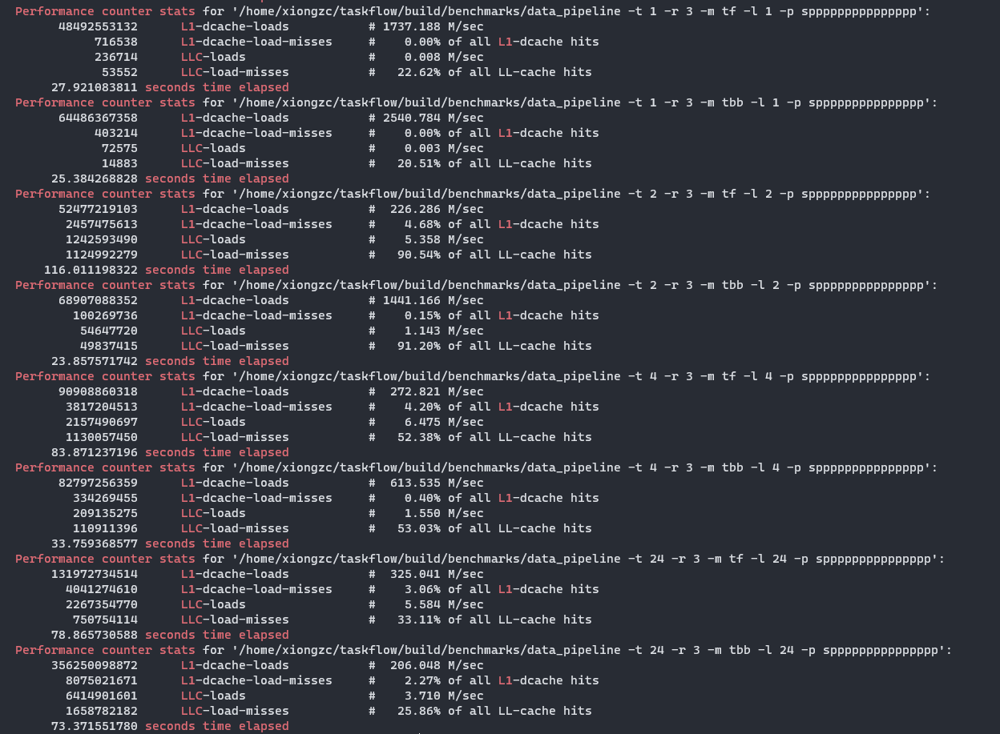 Performance counter stats for '/home/xiongzc/taskflow/build/benchmarks/data_pipeline -t 1 -r 3 -m tf -l 1 -p sppppppppppppppp':
48492553132 L1-dcache-loads # 1737.188 M/sec
716538 L1-dcache-load-misses # 0.00% of all L1-dcache hits
236714 LLC-loads # 0.008 M/sec
53552 LLC-load-misses # 22.62% of all LL-cache hits
27.921083811 seconds time elapsed
Performance counter stats for '/home/xiongzc/taskflow/build/benchmarks/data_pipeline -t 1 -r 3 -m tbb -l 1 -p sppppppppppppppp':
64486367358 L1-dcache-loads # 2540.784 M/sec
403214 L1-dcache-load-misses # 0.00% of all L1-dcache hits
72575 LLC-loads # 0.003 M/sec
14883 LLC-load-misses # 20.51% of all LL-cache hits
25.384268828 seconds time elapsed
Performance counter stats for '/home/xiongzc/taskflow/build/benchmarks/data_pipeline -t 2 -r 3 -m tf -l 2 -p sppppppppppppppp':
52477219103 L1-dcache-loads # 226.286 M/sec
2457475613 L1-dcache-load-misses # 4.68% of all L1-dcache hits
1242593490 LLC-loads # 5.358 M/sec
1124992279 LLC-load-misses # 90.54% of all LL-cache hits
116.011198322 seconds time elapsed
Performance counter stats for '/home/xiongzc/taskflow/build/benchmarks/data_pipeline -t 2 -r 3 -m tbb -l 2 -p sppppppppppppppp':
68907088352 L1-dcache-loads # 1441.166 M/sec
100269736 L1-dcache-load-misses # 0.15% of all L1-dcache hits
54647720 LLC-loads # 1.143 M/sec
49837415 LLC-load-misses # 91.20% of all LL-cache hits
23.857571742 seconds time elapsed
Performance counter stats for '/home/xiongzc/taskflow/build/benchmarks/data_pipeline -t 4 -r 3 -m tf -l 4 -p sppppppppppppppp':
90908860318 L1-dcache-loads # 272.821 M/sec
3817204513 L1-dcache-load-misses # 4.20% of all L1-dcache hits
2157490697 LLC-loads # 6.475 M/sec
1130057450 LLC-load-misses # 52.38% of all LL-cache hits
83.871237196 seconds time elapsed
Performance counter stats for '/home/xiongzc/taskflow/build/benchmarks/data_pipeline -t 4 -r 3 -m tbb -l 4 -p sppppppppppppppp':
82797256359 L1-dcache-loads # 613.535 M/sec
334269455 L1-dcache-load-misses # 0.40% of all L1-dcache hits
209135275 LLC-loads # 1.550 M/sec
110911396 LLC-load-misses # 53.03% of all LL-cache hits
33.759368577 seconds time elapsed
Performance counter stats for '/home/xiongzc/taskflow/build/benchmarks/data_pipeline -t 24 -r 3 -m tf -l 24 -p sppppppppppppppp':
131972734514 L1-dcache-loads # 325.041 M/sec
4041274610 L1-dcache-load-misses # 3.06% of all L1-dcache hits
2267354770 LLC-loads # 5.584 M/sec
750754114 LLC-load-misses # 33.11% of all LL-cache hits
78.865730588 seconds time elapsed
Performance counter stats for '/home/xiongzc/taskflow/build/benchmarks/data_pipeline -t 24 -r 3 -m tbb -l 24 -p sppppppppppppppp':
356250098872 L1-dcache-loads # 206.048 M/sec
8075021671 L1-dcache-load-misses # 2.27% of all L1-dcache hits
6414901601 LLC-loads # 3.710 M/sec
1658782182 LLC-load-misses # 25.86% of all LL-cache hits
73.371551780 seconds time elapsed